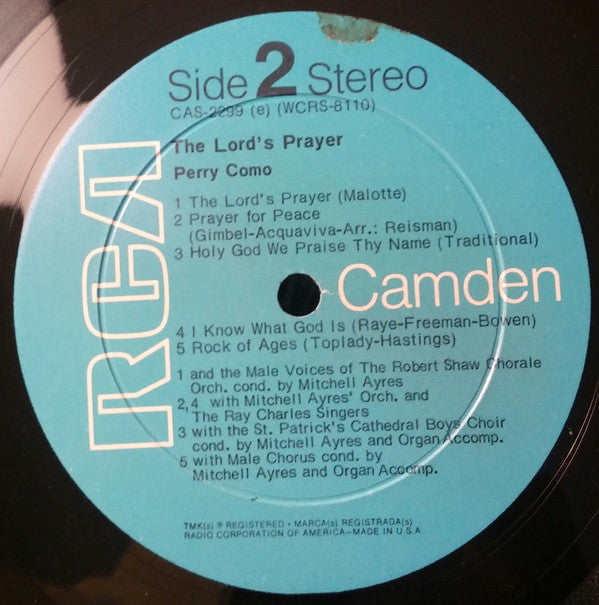 Side 2 Stereo
CAS-2299 (e) (WCRS-8110)
The Lord's Prayer
Perry Como
1 The Lord's Prayer (Malotte)
2 Prayer for Peace
(Gimbel-Acquaviva-Arr.: Reisman)
3 Holy God We Praise Thy Name (Traditional)
RCA
Camden
4 I Know What God Is (Raye-Freeman-Bowen)
5 Rock of Ages (Toplady-Hastings)
1 and the Male Voices of The Robert Shaw Chorale
Orch. cond. by Mitchell Ayres
2,4 with Mitchell Ayres' Orch. and
The Ray Charles Singers
3 with the St. Patrick's Cathedral Boys Choir
cond. by Mitchell Ayres and Organ Accomp.
5 with Male Chorus cond. by
Mitchell Ayres and Organ Accomp.
TMK(s) ® REGISTERED • MARCA(s) REGISTRADA(s)
RADIO CORPORATION OF AMERICA—MADE IN U.S.A.